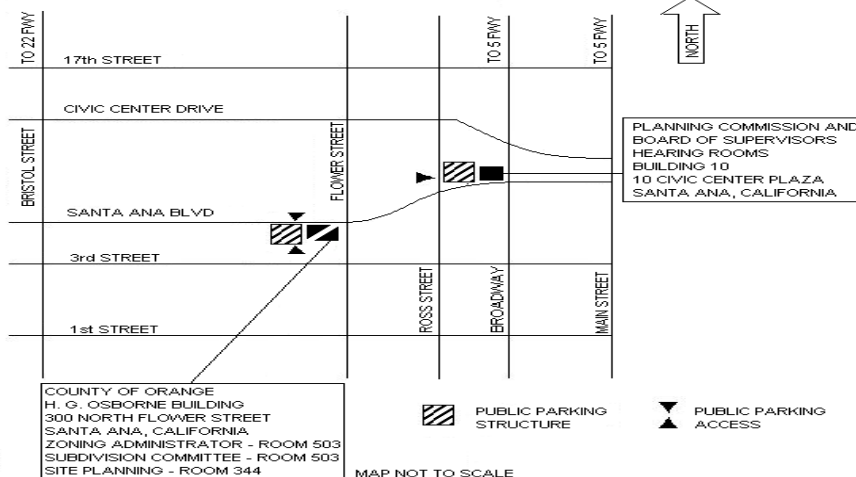 TO 22 FWY
TO 5 FWY
TO 5 FWY
NORTH
17th STREET
CIVIC CENTER DRIVE
BRISTOL STREET
FLOWER STREET
PLANNING COMMISSION AND
BOARD OF SUPERVISORS
HEARING ROOMS
BUILDING 10
10 CIVIC CENTER PLAZA
SANTA ANA, CALIFORNIA
SANTA ANA BLVD
3rd STREET
ROSS STREET
BROADWAY
MAIN STREET
1st STREET
COUNTY OF ORANGE
H. G. OSBORNE BUILDING
300 NORTH FLOWER STREET
SANTA ANA, CALIFORNIA
ZONING ADMINISTRATOR - ROOM 503
SUBDIVISION COMMITTEE - ROOM 503
SITE PLANNING - ROOM 344
PUBLIC PARKING
STRUCTURE
PUBLIC PARKING
ACCESS
MAP NOT TO SCALE